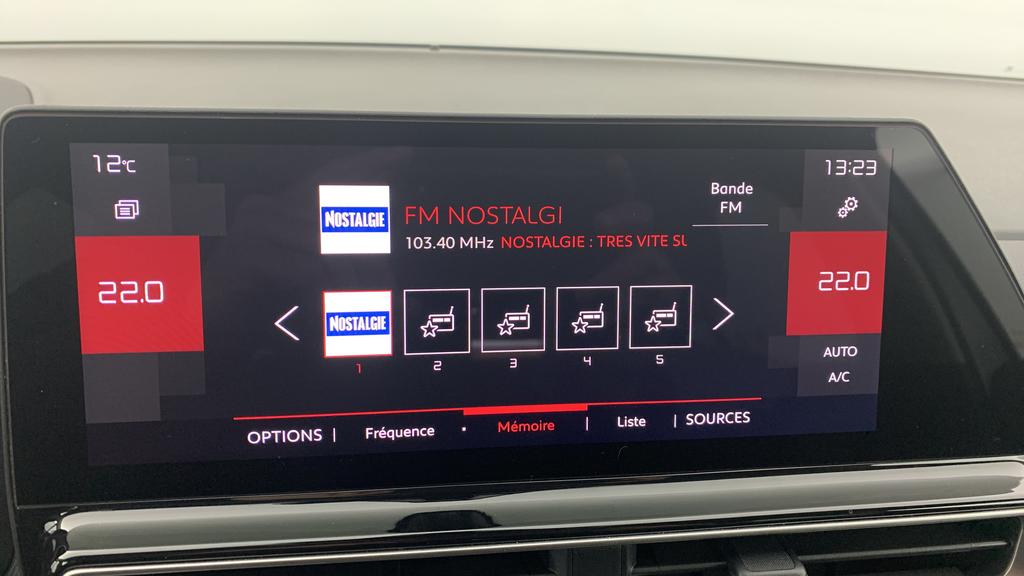 12°C
13:23
Bande
FM
NOSTALGIE
FM NOSTALGI
103.40 MHz NOSTALGIE : TRES VITE SU
22.0
22.0
NOSTALGIE
1
2
3
4
5
AUTO
A/C
OPTIONS | Fréquence · Mémoire | Liste | SOURCES